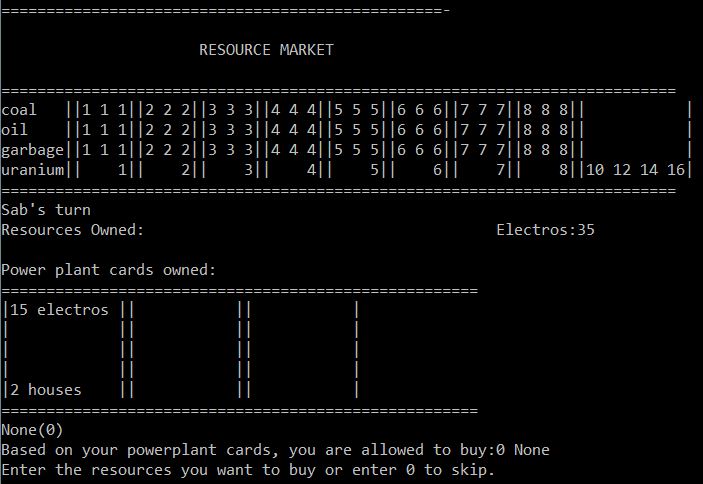 =================================================-
RESOURCE MARKET
===========================================================================
coal   ||1 1 1||2 2 2||3 3 3||4 4 4||5 5 5||6 6 6||7 7 7||8 8 8||           |
oil    ||1 1 1||2 2 2||3 3 3||4 4 4||5 5 5||6 6 6||7 7 7||8 8 8||           |
garbage||1 1 1||2 2 2||3 3 3||4 4 4||5 5 5||6 6 6||7 7 7||8 8 8||           |
uranium||    1||    2||    3||    4||    5||    6||    7||    8||10 12 14 16|
===========================================================================
Sab's turn
Resources Owned:                                       Electros:35
Power plant cards owned:
=====================================================
|15 electros ||           ||           |
|            ||           ||           |
|            ||           ||           |
|            ||           ||           |
|2 houses    ||           ||           |
=====================================================
None(0)
Based on your powerplant cards, you are allowed to buy:0 None
Enter the resources you want to buy or enter 0 to skip.